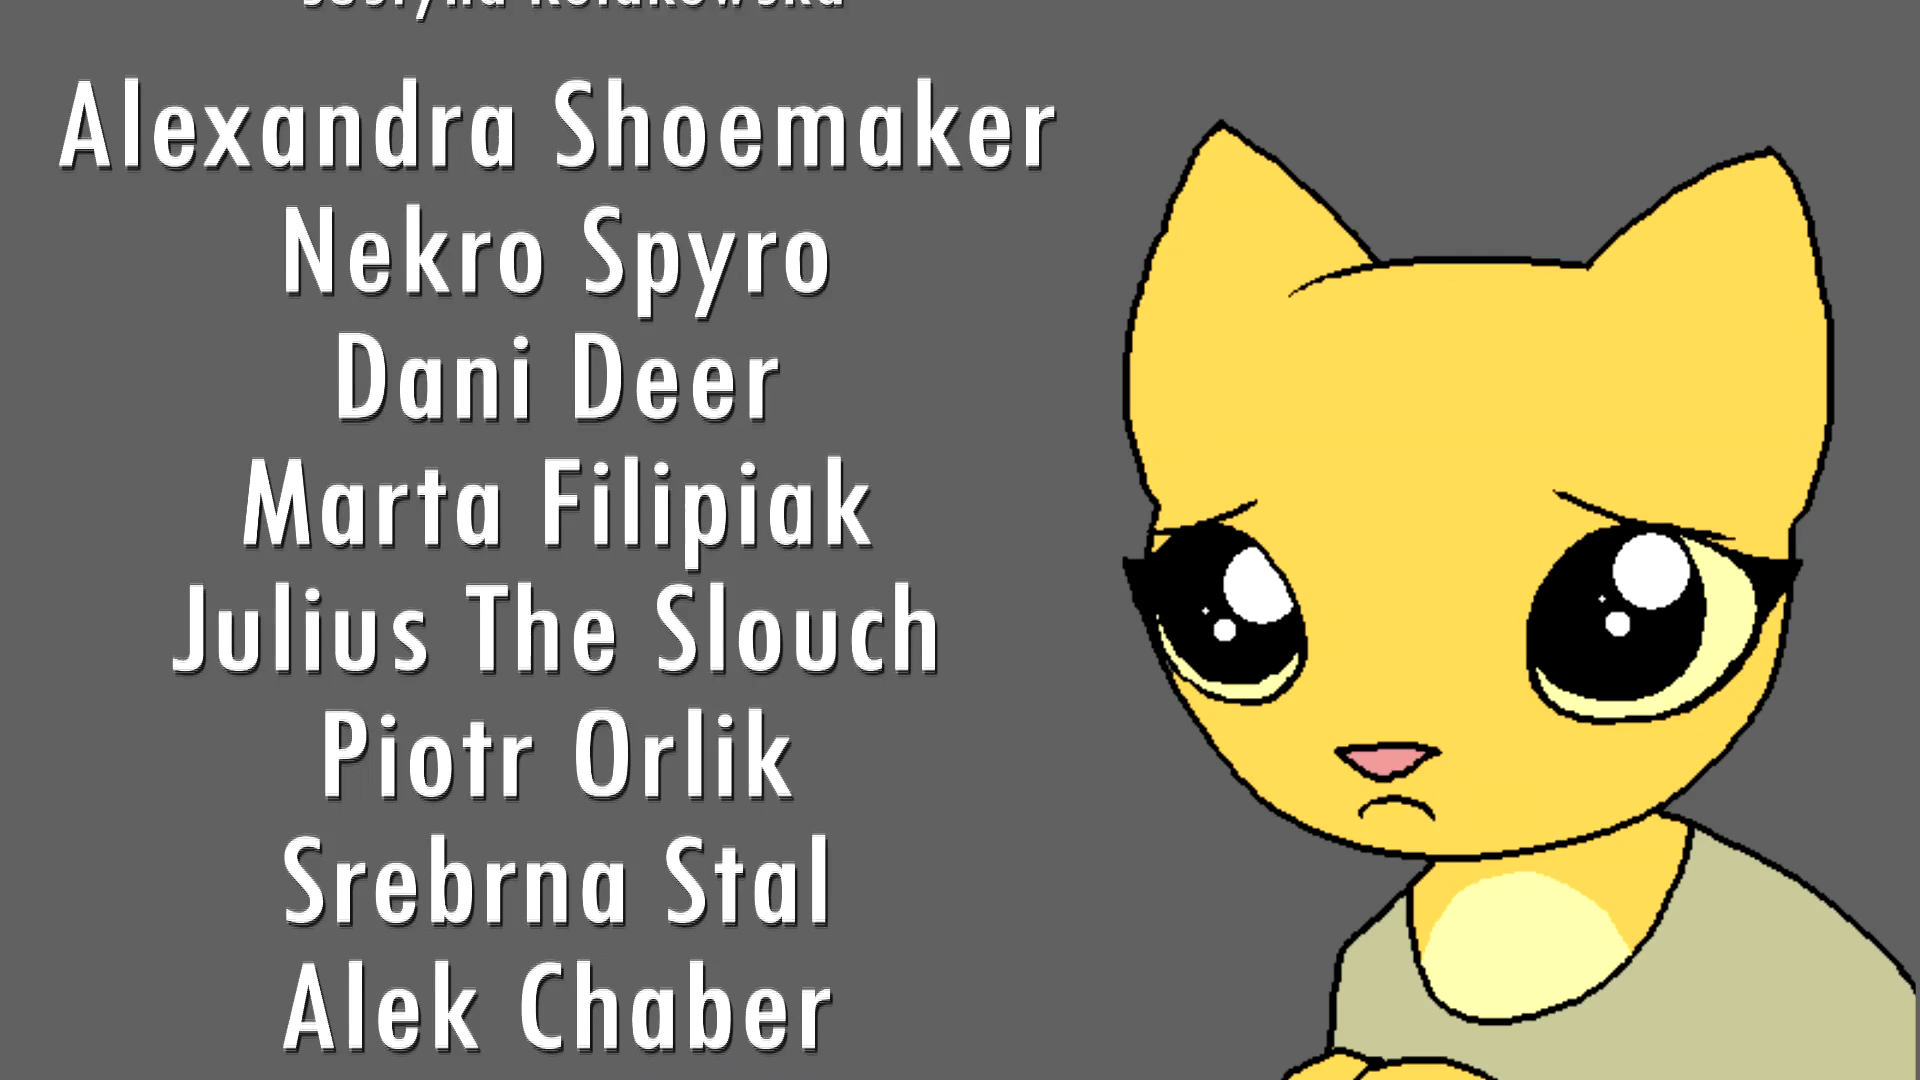 Alexandra Shoemaker
Nekro Spyro
Dani Deer
Marta Filipiak
Julius The Slouch
Piotr Orlik
Srebrna Stal
Alek Chaber